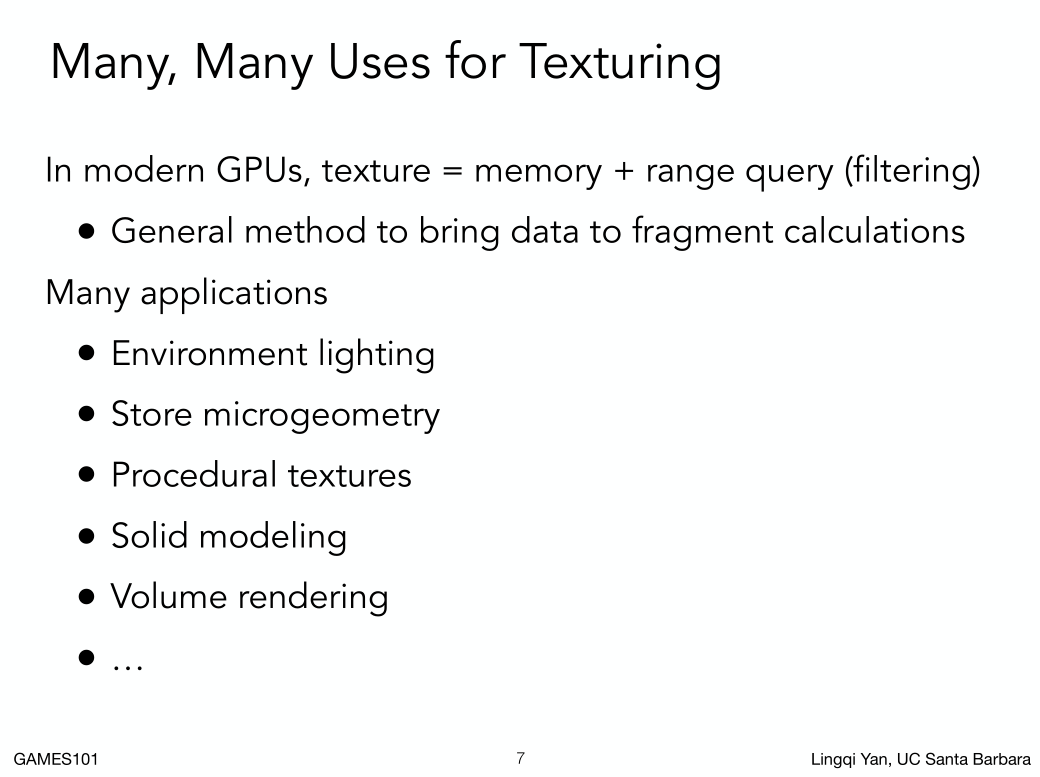 Many, Many Uses for Texturing
In modern GPUs, texture = memory + range query (filtering)
• General method to bring data to fragment calculations
Many applications
• Environment lighting
• Store microgeometry
• Procedural textures
• Solid modeling
• Volume rendering
• …
GAMES101
7
Lingqi Yan, UC Santa Barbara